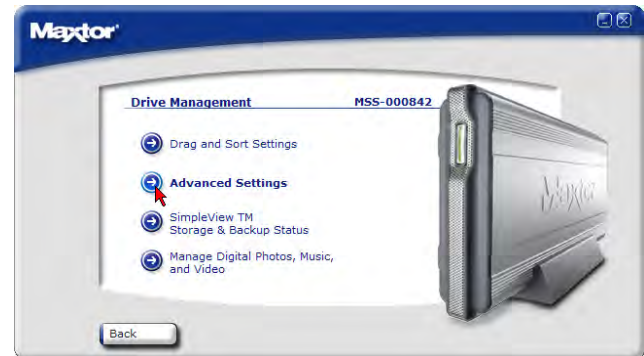 Maxtor
Drive Management MSS-000842
Drag and Sort Settings
Advanced Settings
SimpleView TM
Storage & Backup Status
Manage Digital Photos, Music,
and Video
Maxtor
Back